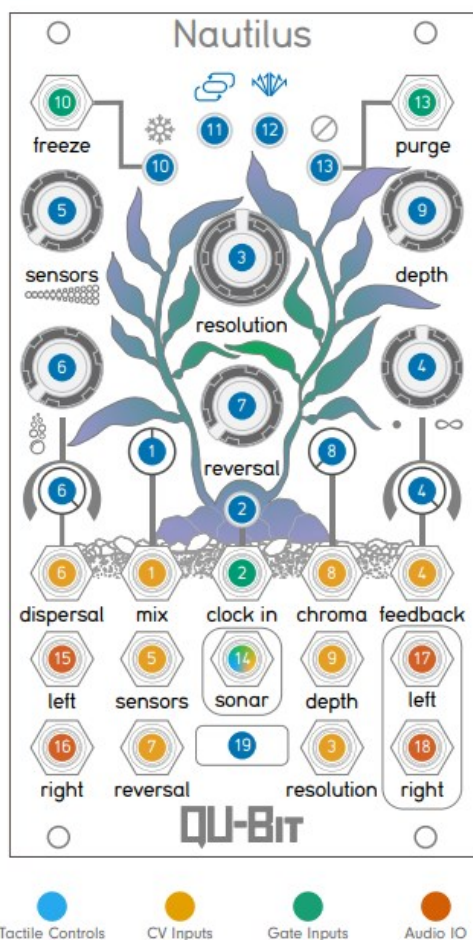 Nautilus
10 13
11 12
freeze purge
10 13
5 9
3
sensors depth
resolution
6 4
7
1 8
reversal
6 4
2
6 1 2 8 4
dispersal mix clock in chroma feedback
15 5 14 9 17
left sensors sonar depth left
16 7 19 3 18
right reversal resolution right
QU-BIT
Tactile Controls CV Inputs Gate Inputs Audio IO